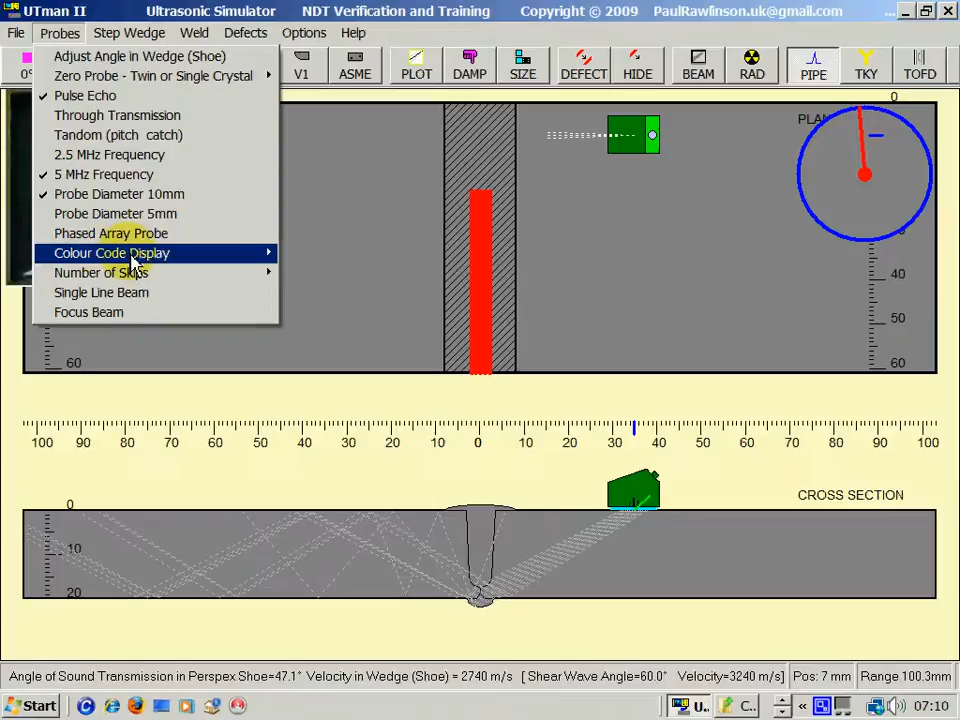 UTman II Ultrasonic Simulator NDT Verification and Training Copyright © 2009 PaulRawlinson.uk@gmail.com ...
File Probes Step Wedge Weld Defects Options Help
0° V1 ASME PLOT DAMP SIZE DEFECT HIDE BEAM RAD PIPE TKY TOFD
Adjust Angle in Wedge (Shoe)
Zero Probe - Twin or Single Crystal
Pulse Echo
Through Transmission
Tandom (pitch catch)
2.5 MHz Frequency
5 MHz Frequency
Probe Diameter 10mm
Probe Diameter 5mm
Phased Array Probe
Colour Code Display
Number of Skips
Single Line Beam
Focus Beam
0
40
50
60 60
100 90 80 70 60 50 40 30 20 10 0 10 20 30 40 50 60 70 80 90 100
CROSS SECTION
0
10
20
Angle of Sound Transmission in Perspex Shoe=47.1° Velocity in Wedge (Shoe) = 2740 m/s [ Shear Wave Angle=60.0° Velocity=3240 m/s] Pos: 7 mm Range 100.3mm
Start U.. C.. « 07:10